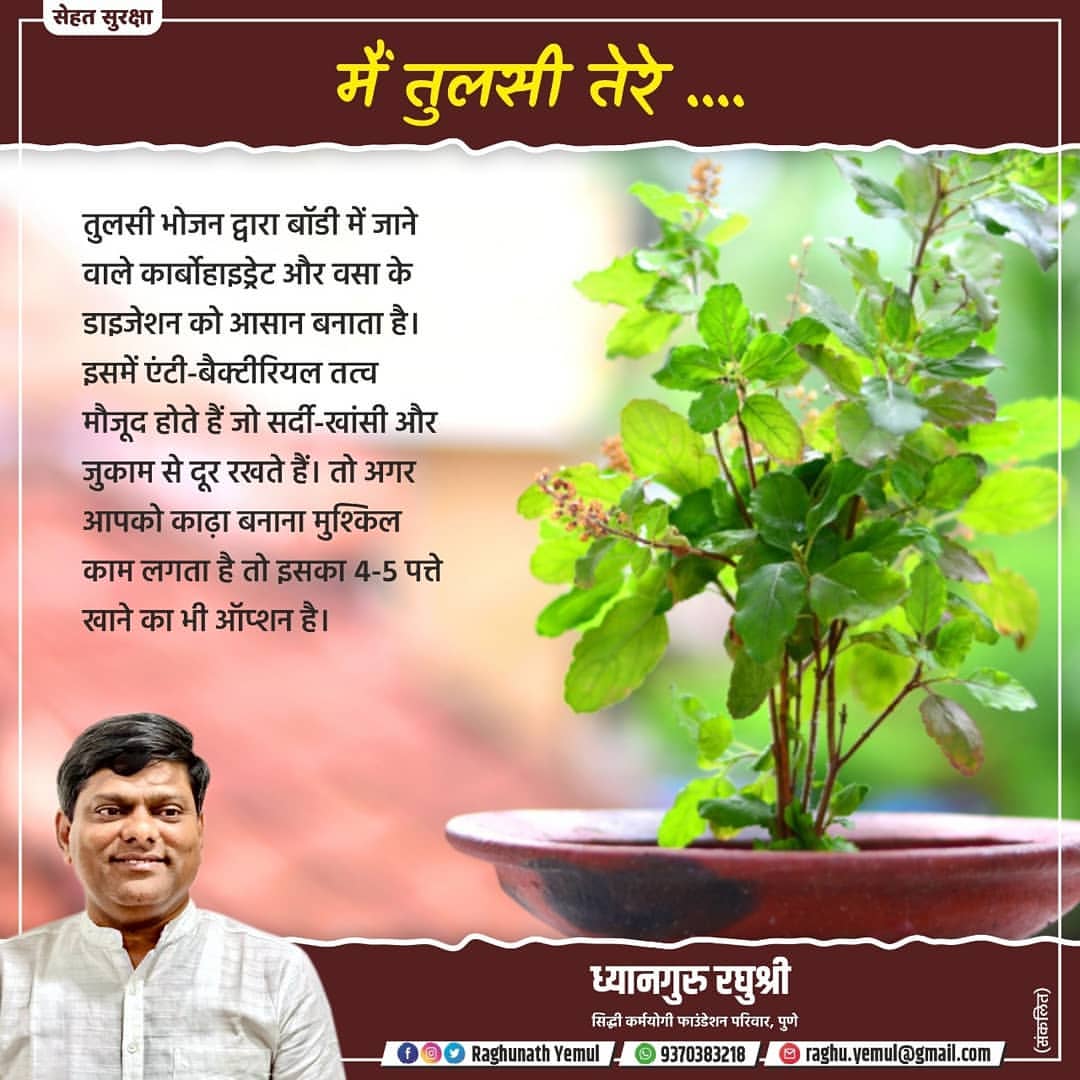 सेहत सुरक्षा
मैं तुलसी तेरे ....
तुलसी भोजन द्वारा बॉडी में जाने
वाले कार्बोहाइड्रेट और वसा के
डाइजेशन को आसान बनाता है।
इसमें एंटी-बैक्टीरियल तत्व
मौजूद होते हैं जो सर्दी-खांसी और
जुकाम से दूर रखते हैं। तो अगर
आपको काढ़ा बनाना मुश्किल
काम लगता है तो इसका 4-5 पत्ते
खाने का भी ऑप्शन है।
ध्यानगुरु रघुश्री
सिद्धी कर्मयोगी फाउंडेशन परिवार, पुणे
Raghunath Yemul 9370383218 raghu.yemul@gmail.com
(संकलित)